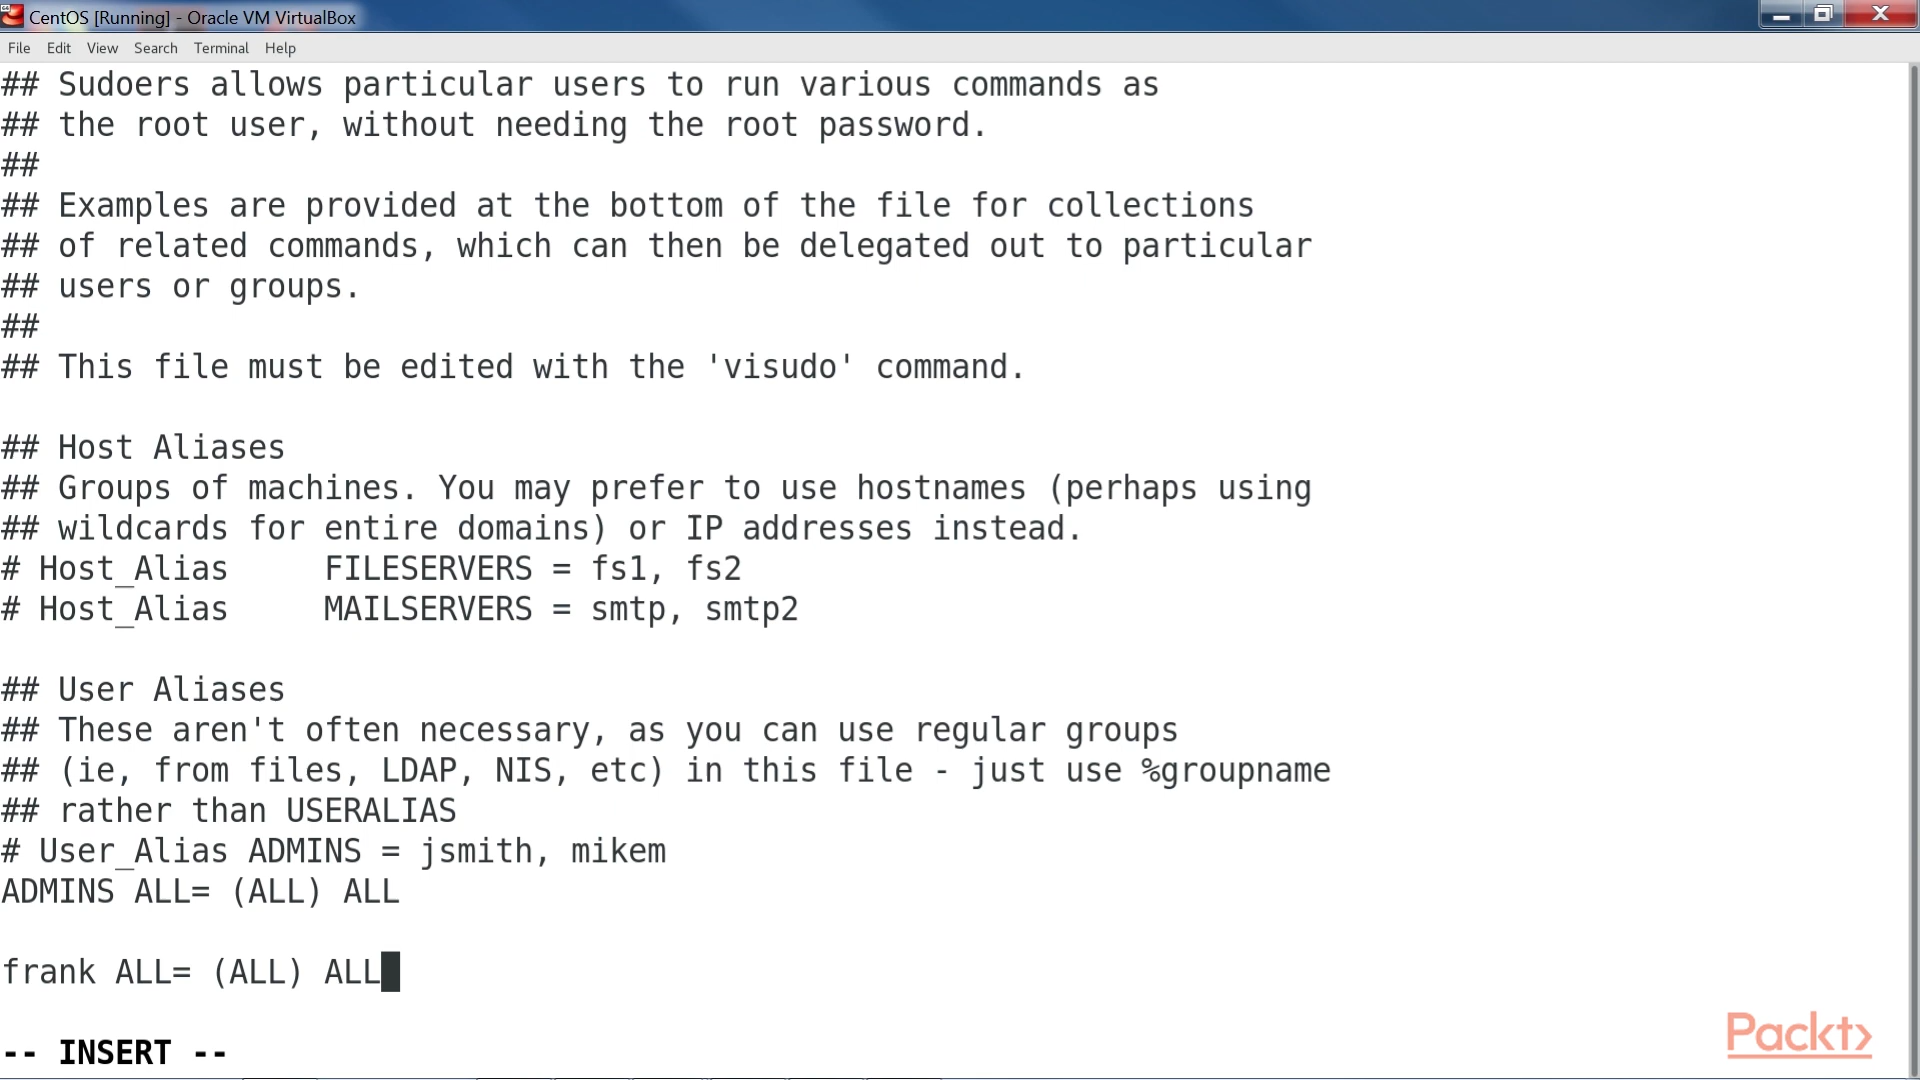 CentOS [Running] - Oracle VM VirtualBox
File Edit View Search Terminal Help
## Sudoers allows particular users to run various commands as
## the root user, without needing the root password.
##
## Examples are provided at the bottom of the file for collections
## of related commands, which can then be delegated out to particular
## users or groups.
##
## This file must be edited with the 'visudo' command.
## Host Aliases
## Groups of machines. You may prefer to use hostnames (perhaps using
## wildcards for entire domains) or IP addresses instead.
# Host_Alias     FILESERVERS = fs1, fs2
# Host_Alias     MAILSERVERS = smtp, smtp2
## User Aliases
## These aren't often necessary, as you can use regular groups
## (ie, from files, LDAP, NIS, etc) in this file - just use %groupname
## rather than USERALIAS
# User_Alias ADMINS = jsmith, mikem
ADMINS ALL= (ALL) ALL
frank ALL= (ALL) ALL
-- INSERT --
Packt>